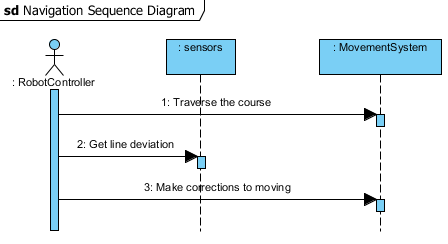 sd Navigation Sequence Diagram
: sensors
: MovementSystem
: RobotController
1: Traverse the course
2: Get line deviation
3: Make corrections to moving